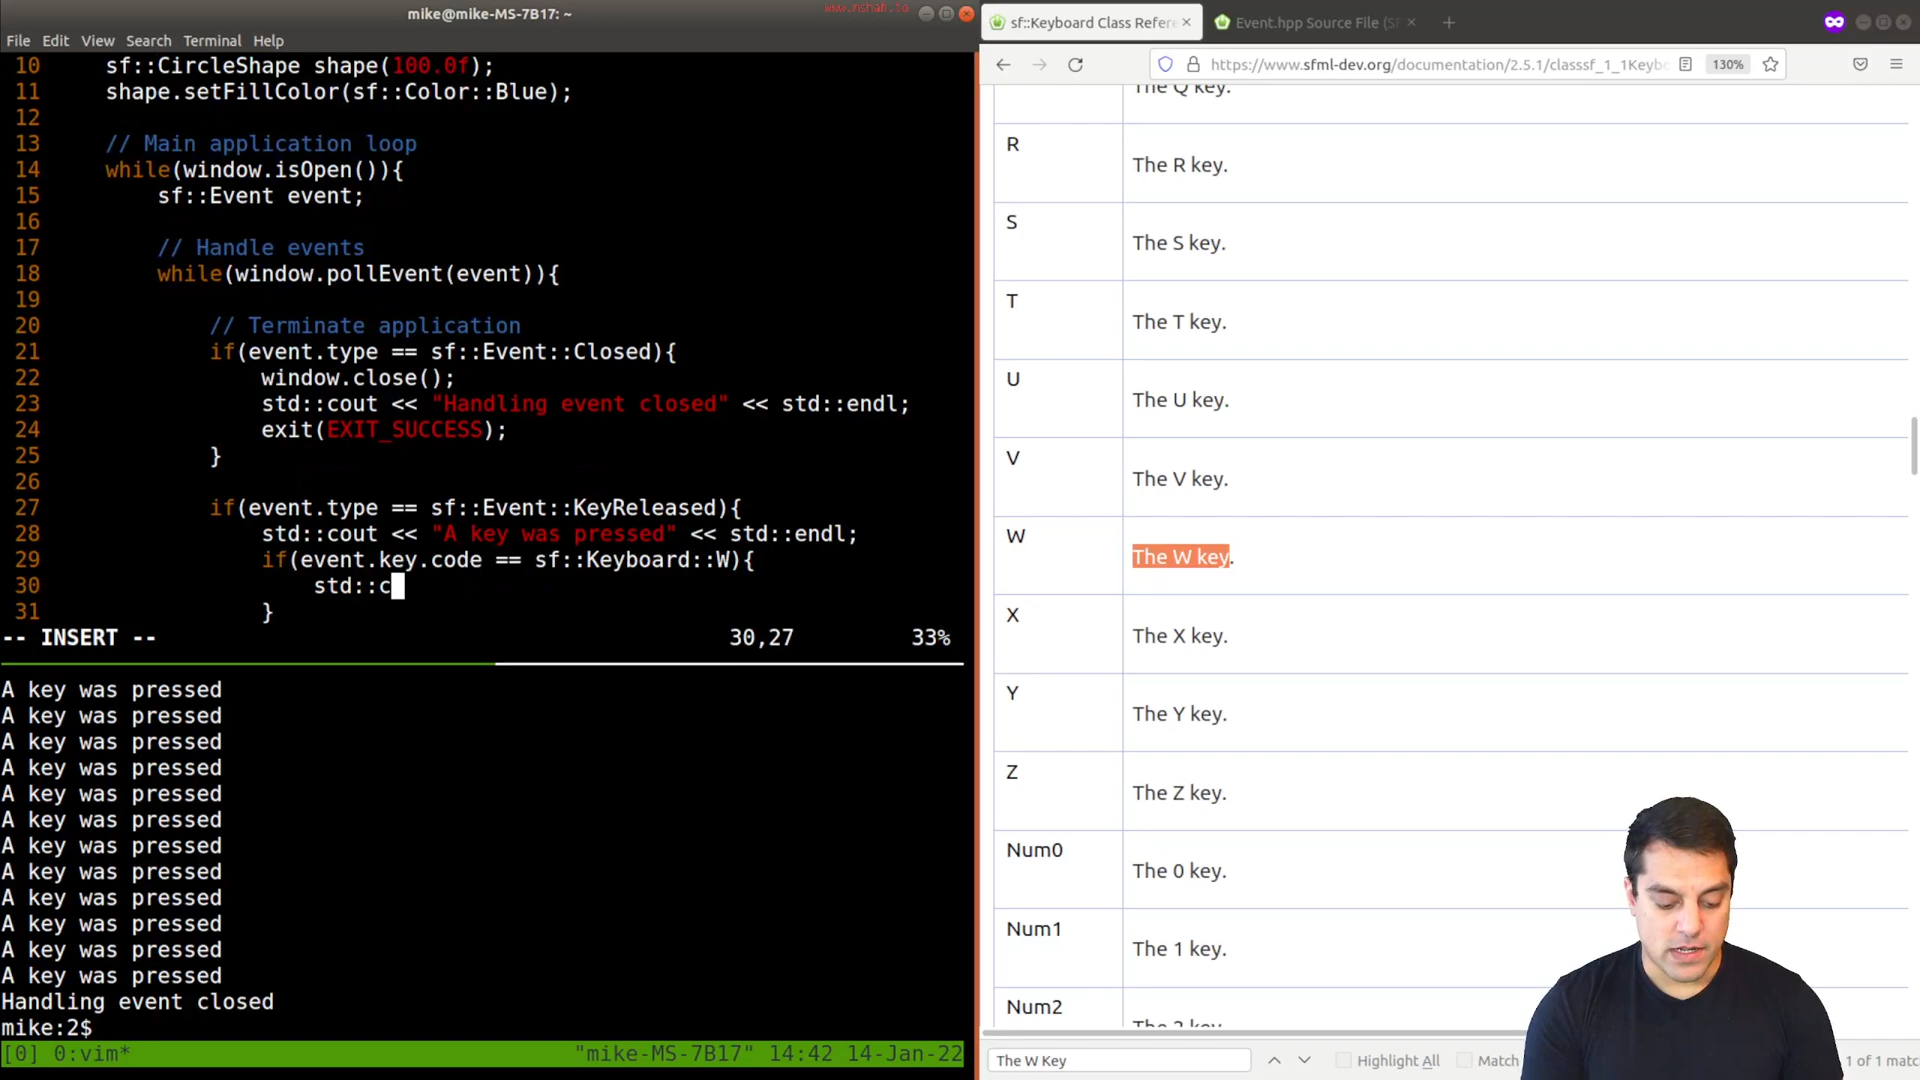 mike@mike-MS-7B17: ~
www.mshah.io
File Edit View Search Terminal Help
10 sf::CircleShape shape(100.0f);
11 shape.setFillColor(sf::Color::Blue);
12
13 // Main application loop
14 while(window.isOpen()){
15 sf::Event event;
16
17 // Handle events
18 while(window.pollEvent(event)){
19
20 // Terminate application
21 if(event.type == sf::Event::Closed){
22 window.close();
23 std::cout << "Handling event closed" << std::endl;
24 exit(EXIT_SUCCESS);
25 }
26
27 if(event.type == sf::Event::KeyReleased){
28 std::cout << "A key was pressed" << std::endl;
29 if(event.key.code == sf::Keyboard::W){
30 std::c
31 }
-- INSERT -- 30,27 33%
A key was pressed
A key was pressed
A key was pressed
A key was pressed
A key was pressed
A key was pressed
A key was pressed
A key was pressed
A key was pressed
A key was pressed
A key was pressed
A key was pressed
Handling event closed
mike:2$
[0] 0:vim* "mike-MS-7B17" 14:42 14-Jan-22
sf::Keyboard Class Refere Event.hpp Source File (SF
https://www.sfml-dev.org/documentation/2.5.1/classsf_1_1Keybo 130%
The Q key.
R The R key.
S The S key.
T The T key.
U The U key.
V The V key.
W The W key.
X The X key.
Y The Y key.
Z The Z key.
Num0 The 0 key.
Num1 The 1 key.
Num2 The 2 key.
The W Key Highlight All Match 1 of 1 matc